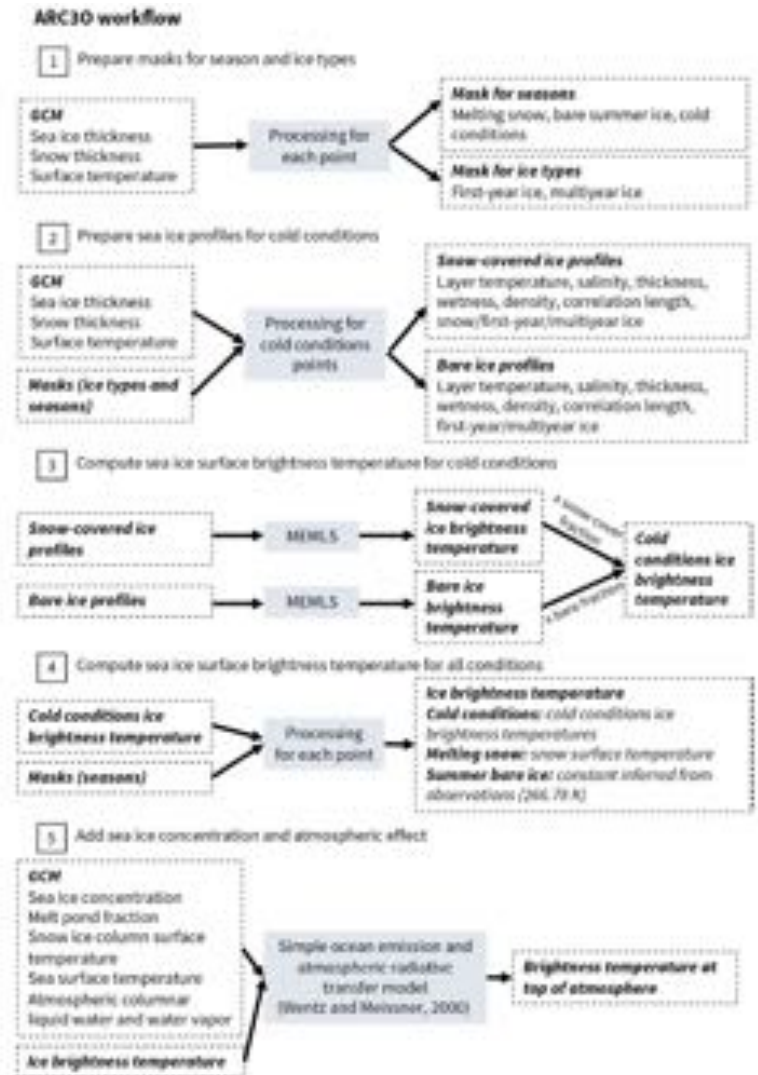 ARC3O workflow
1 Prepare masks for season and ice types
GCM
Sea ice thickness
Snow thickness
Surface temperature
Processing for
each point
Mask for seasons
Melting snow, bare summer ice, cold
conditions
Mask for ice types
First-year ice, multiyear ice
2 Prepare sea ice profiles for cold conditions
GCM
Sea ice thickness
Snow thickness
Surface temperature
Masks (ice types and
seasons)
Processing for
cold conditions
points
Snow-covered ice profiles
Layer temperature, salinity, thickness,
wetness, density, correlation length,
snow/first-year/multiyear ice
Bare ice profiles
Layer temperature, salinity, thickness,
wetness, density, correlation length,
first-year/multiyear ice
3 Compute sea ice surface brightness temperature for cold conditions
Snow-covered ice
profiles
MEMLS
Snow-covered
ice brightness
temperature
x snow cover
fraction
Bare ice profiles
MEMLS
Bare ice
brightness
temperature
x bare fraction
Cold
conditions ice
brightness
temperature
4 Compute sea ice surface brightness temperature for all conditions
Cold conditions ice
brightness temperature
Masks (seasons)
Processing
for each point
Ice brightness temperature
Cold conditions: cold conditions ice
brightness temperatures
Melting snow: snow surface temperature
Summer bare ice: constant inferred from
observations (266.78 K)
5 Add sea ice concentration and atmospheric effect
GCM
Sea ice concentration
Melt pond fraction
Snow ice column surface
temperature
Sea surface temperature
Atmospheric columnar
liquid water and water vapor
Ice brightness temperature
Simple ocean emission and
atmospheric radiative
transfer model
(Wentz and Meissner, 2000)
Brightness temperature at
top of atmosphere